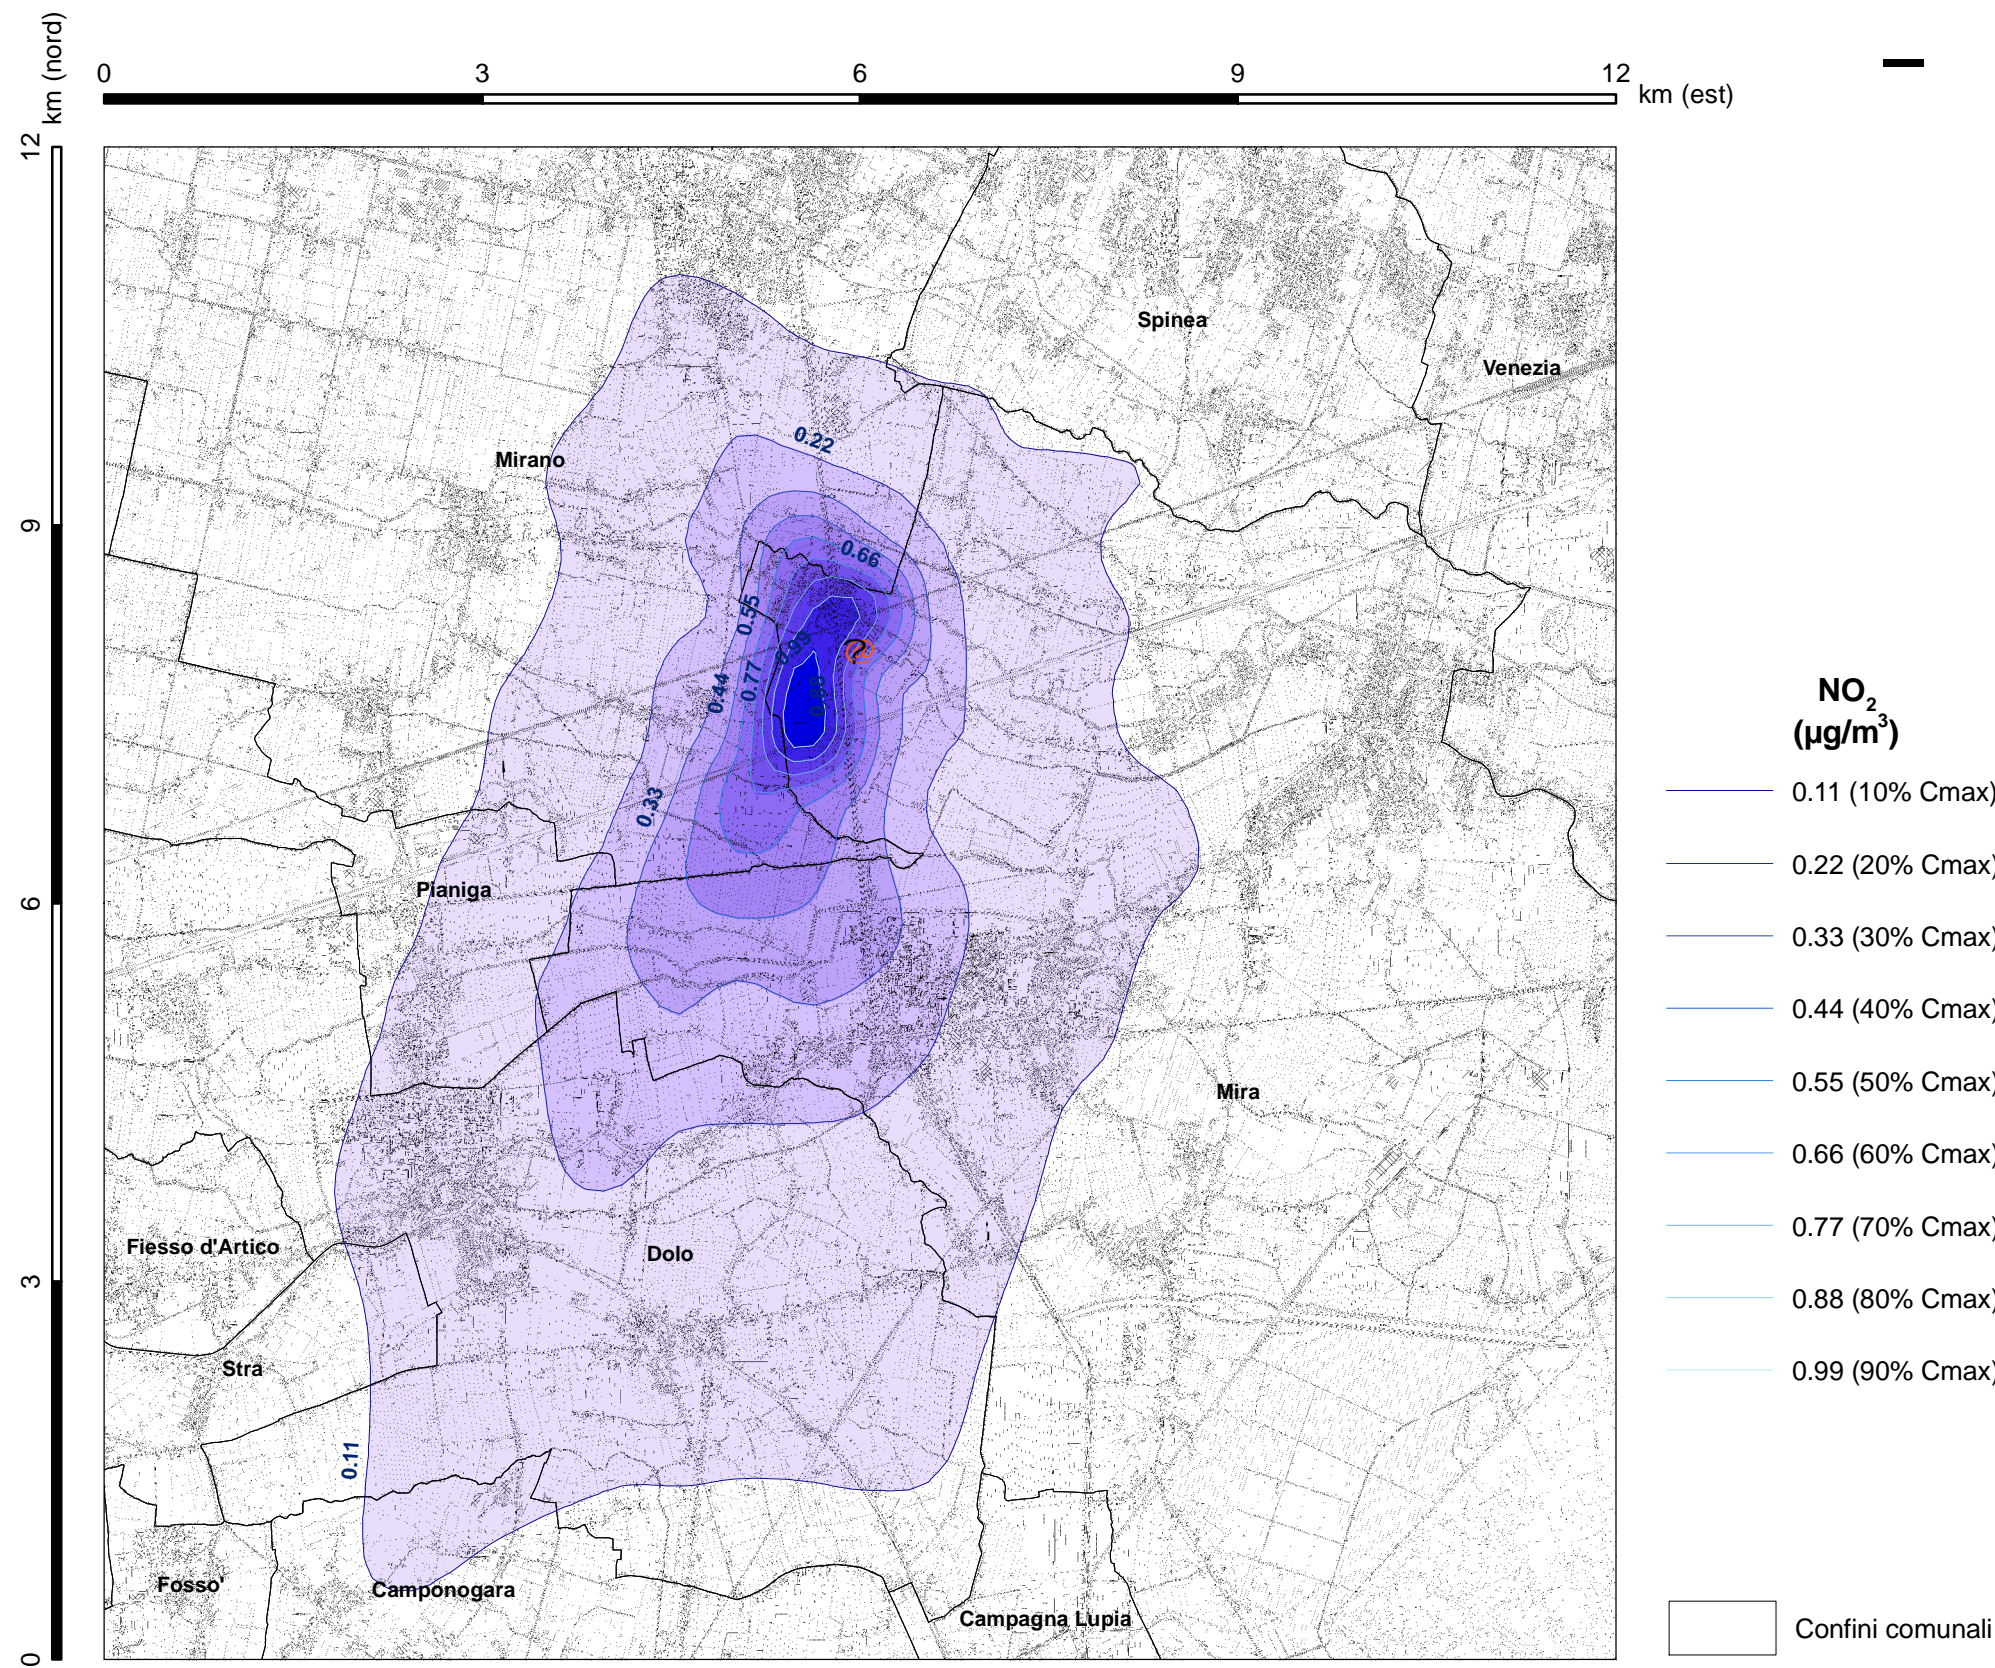 0 3 6 9 12
km (est)
km (nord)
12
9
6
3
0
Spinea
Venezia
Mirano
Pianiga
Mira
Fiesso d'Artico
Dolo
Stra
Fosso'
Camponogara
Campagna Lupia
0.22
0.66
0.55
0.99
0.77
0.44
0.88
0.33
0.11
NO2
(µg/m3)
0.11 (10% Cmax)
0.22 (20% Cmax)
0.33 (30% Cmax)
0.44 (40% Cmax)
0.55 (50% Cmax)
0.66 (60% Cmax)
0.77 (70% Cmax)
0.88 (80% Cmax)
0.99 (90% Cmax)
Confini comunali